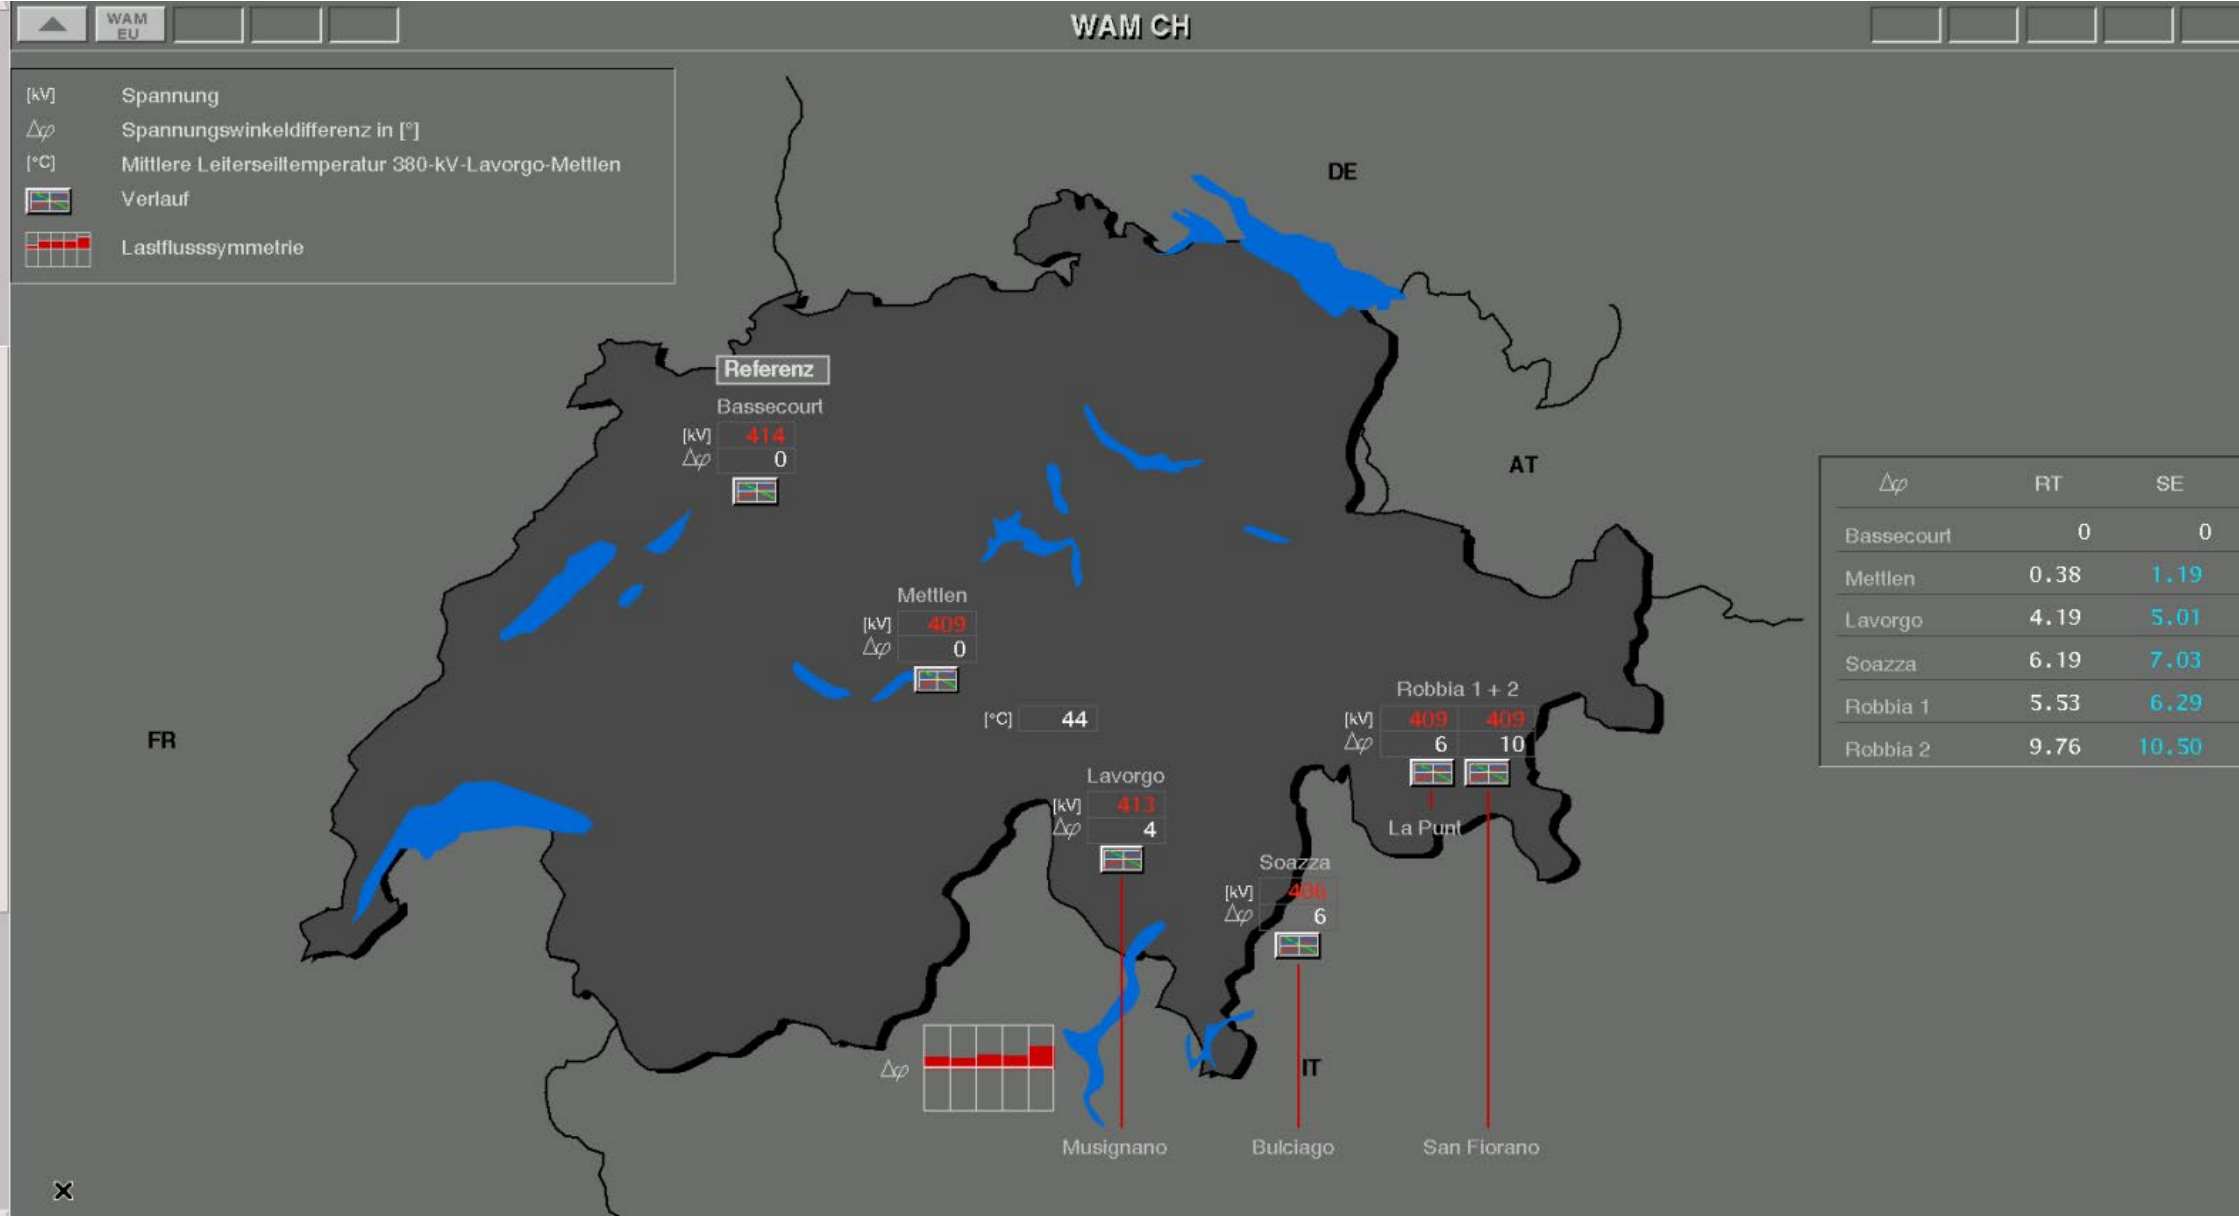 WAM
EU
WAM CH
[kV] Spannung
Δφ Spannungswinkeldifferenz in [°]
[°C] Mittlere Leiterseiltemperatur 380-kV-Lavorgo-Mettlen
Verlauf
Lastflusssymmetrie
DE
Referenz
Bassecourt
[kV] 414
Δφ 0
AT
Δφ RT SE
Bassecourt 0 0
Mettlen 0.38 1.19
Lavorgo 4.19 5.01
Soazza 6.19 7.03
Robbia 1 5.53 6.29
Robbia 2 9.76 10.50
Mettlen
[kV] 409
Δφ 0
[°C] 44
FR
Robbia 1 + 2
[kV] 409 409
Δφ 6 10
La Punt
Lavorgo
[kV] 413
Δφ 4
Soazza
[kV] 406
Δφ 6
Δφ
IT
Musignano
Bulciago
San Fiorano